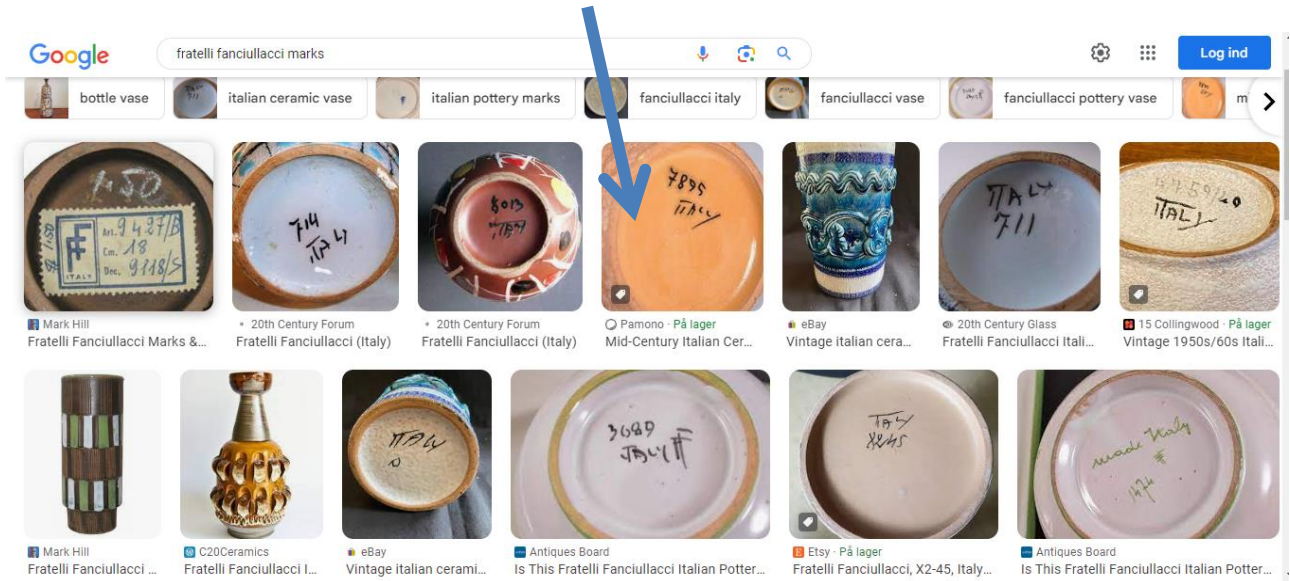 Google
fratelli fanciullacci marks
Log ind
bottle vase
italian ceramic vase
italian pottery marks
fanciullacci italy
fanciullacci vase
fanciullacci pottery vase
m
450
FF
ITALY
Art. 9427/B
Cm. 18
Dec. 9118/S
714
ITALY
8013
ITALY
7895
ITALY
ITALY
711
ITALY
Mark Hill
Fratelli Fanciullacci Marks &...
20th Century Forum
Fratelli Fanciullacci (Italy)
20th Century Forum
Fratelli Fanciullacci (Italy)
Pamono · På lager
Mid-Century Italian Cer...
eBay
Vintage italian cera...
20th Century Glass
Fratelli Fanciullacci Itali...
15 Collingwood · På lager
Vintage 1950s/60s Itali...
ITALY
0
3089
ITALY FF
ITALY
X2-45
made Italy
1474
Mark Hill
Fratelli Fanciullacci ...
C20Ceramics
Fratelli Fanciullacci I...
eBay
Vintage italian cerami...
Antiques Board
Is This Fratelli Fanciullacci Italian Potter...
Etsy · På lager
Fratelli Fanciullacci, X2-45, Italy...
Antiques Board
Is This Fratelli Fanciullacci Italian Potter...